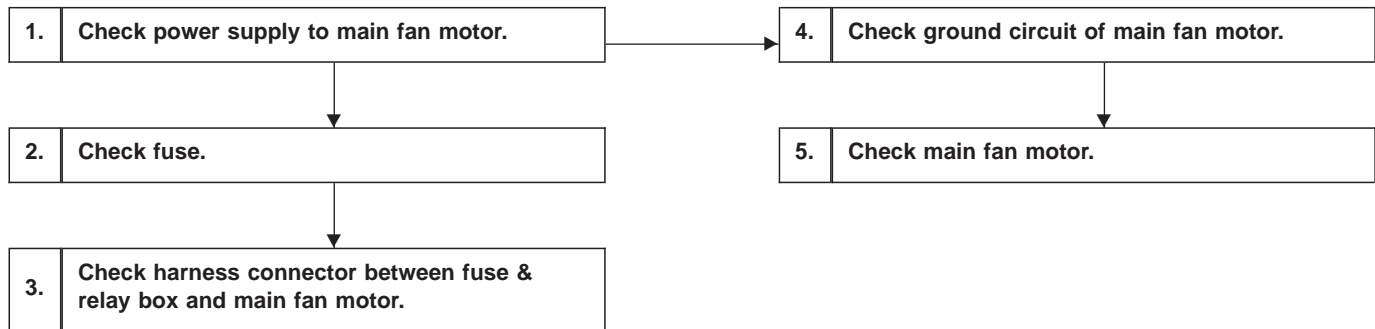 1. Check power supply to main fan motor.
2. Check fuse.
3. Check harness connector between fuse &
relay box and main fan motor.
4. Check ground circuit of main fan motor.
5. Check main fan motor.